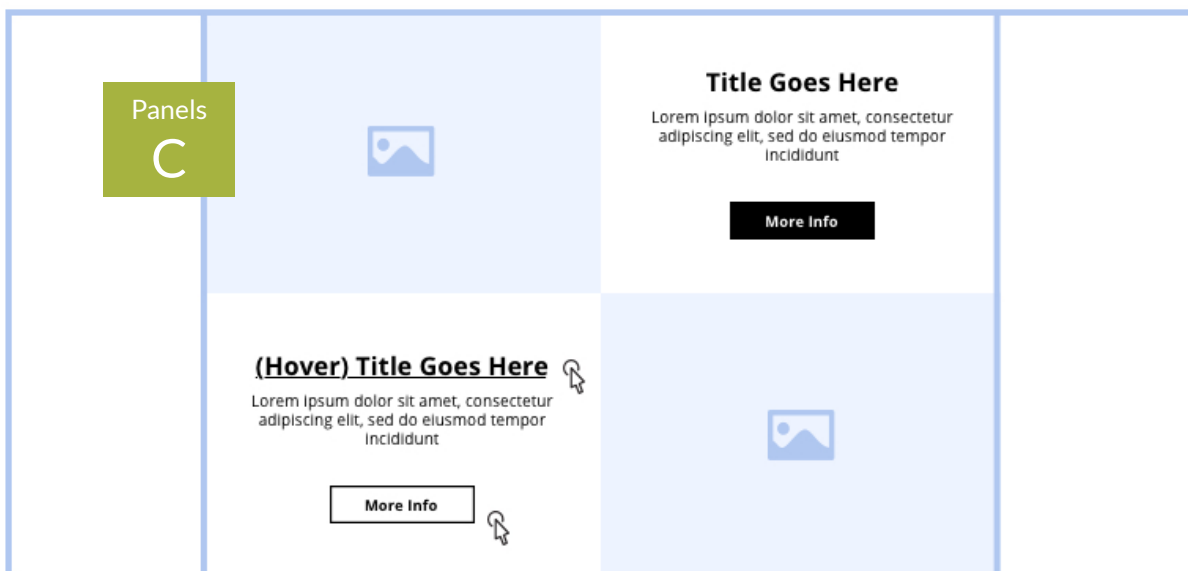 Panels
C
Title Goes Here
Lorem ipsum dolor sit amet, consectetur
adipiscing elit, sed do eiusmod tempor
incididunt
More Info
(Hover) Title Goes Here
Lorem ipsum dolor sit amet, consectetur
adipiscing elit, sed do eiusmod tempor
incididunt
More Info